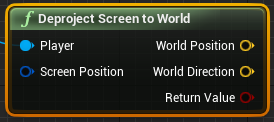 f Deproject Screen to World
Player World Position
Screen Position World Direction
Return Value